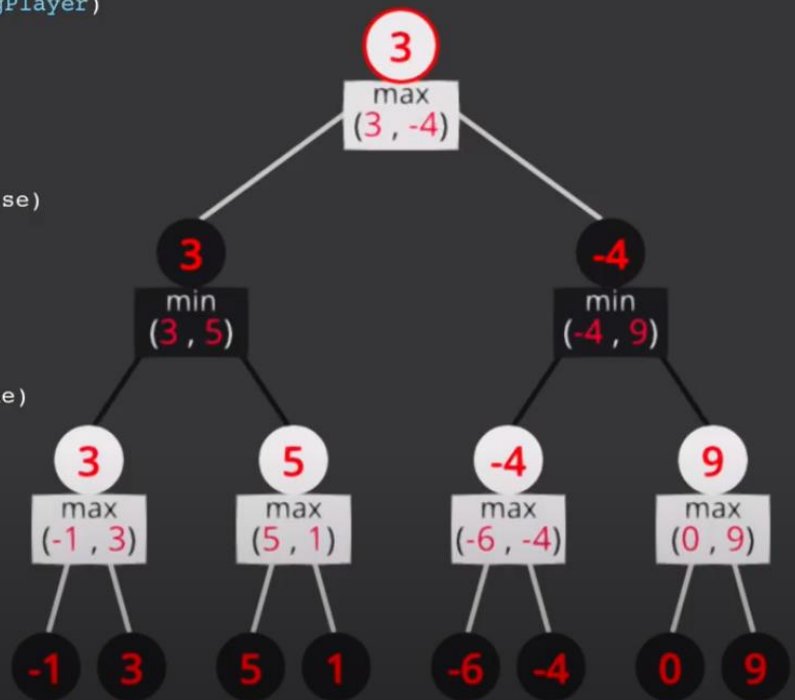 gPlayer)
3
max
(3 , -4)
se)
3 -4
min min
(3 , 5) (-4 , 9)
e)
3 5 -4 9
max max max max
(-1 , 3) (5 , 1) (-6 , -4) (0 , 9)
-1 3 5 1 -6 -4 0 9